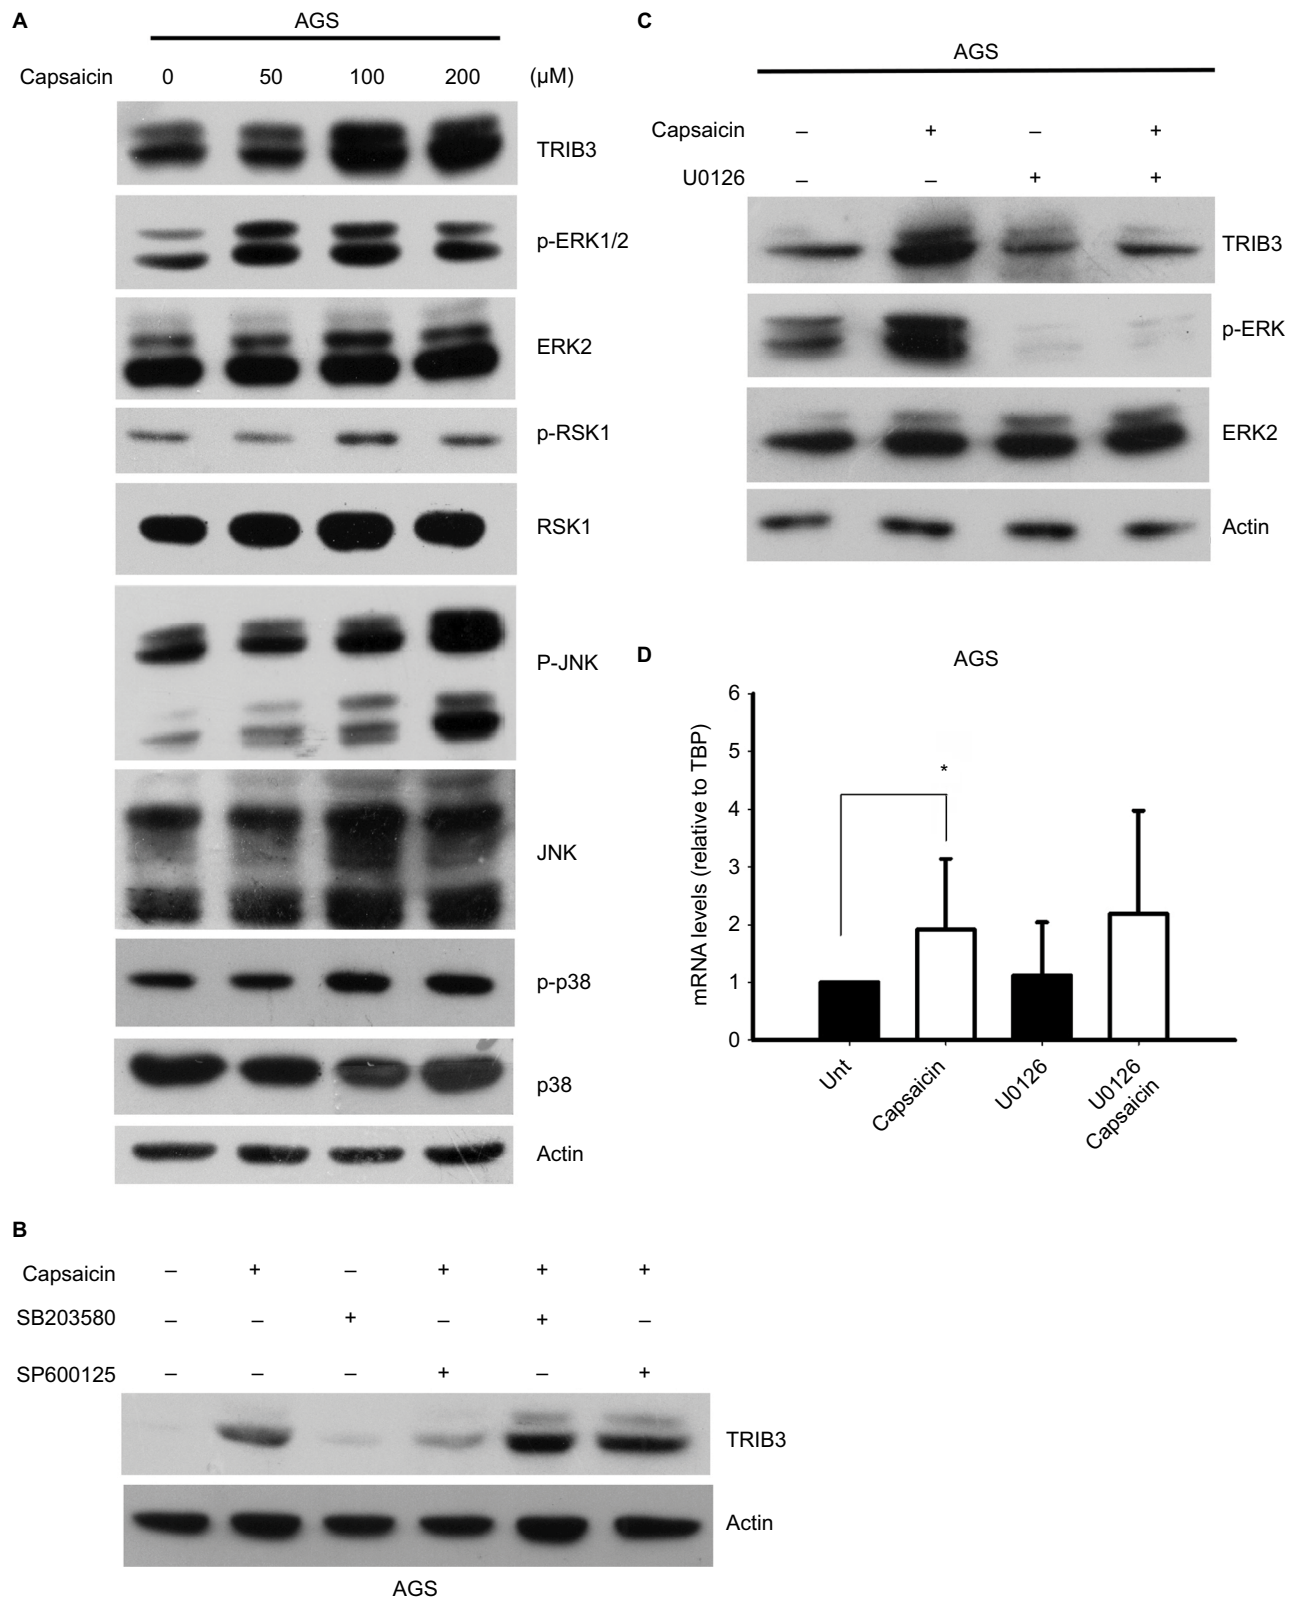 A
AGS
Capsaicin 0 50 100 200 (µM)
TRIB3
p-ERK1/2
ERK2
p-RSK1
RSK1
P-JNK
JNK
p-p38
p38
Actin
B
Capsaicin – + – + + +
SB203580 – – + – + –
SP600125 – – – + – +
TRIB3
Actin
AGS
C
AGS
Capsaicin – + – +
U0126 – – + +
TRIB3
p-ERK
ERK2
Actin
D
AGS
mRNA levels (relative to TBP)
6
5
4
3
2
1
0
*
Unt
Capsaicin
U0126
U0126
Capsaicin